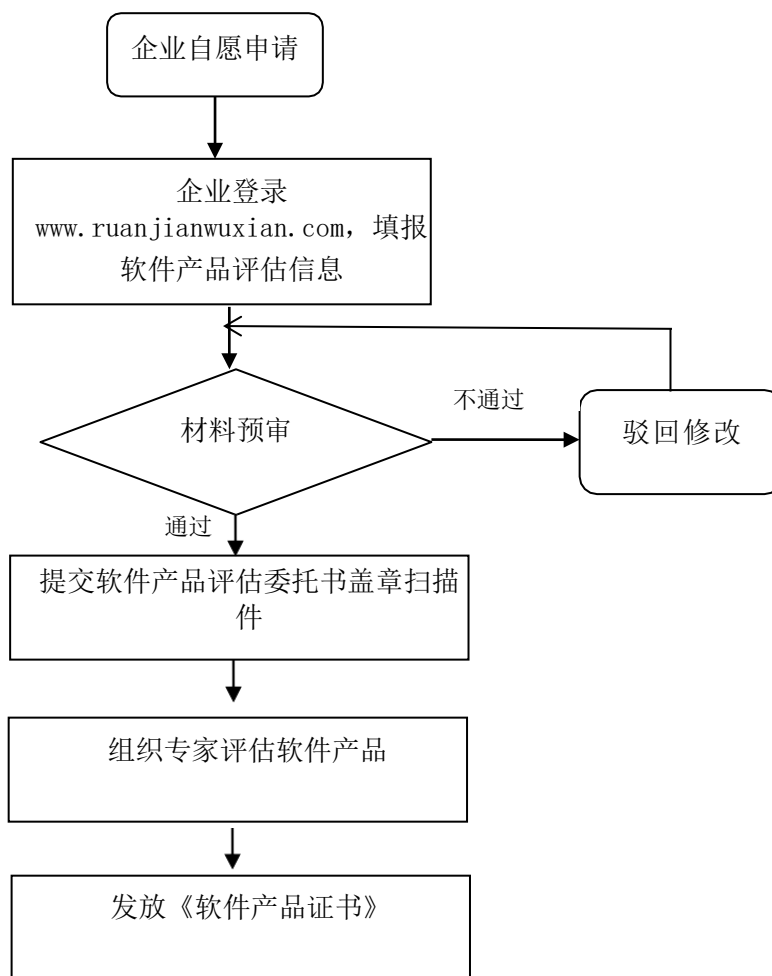 企业自愿申请
企业登录
www.ruanjianwuxian.com，填报
软件产品评估信息
不通过
材料预审
驳回修改
通过
提交软件产品评估委托书盖章扫描
件
组织专家评估软件产品
发放《软件产品证书》